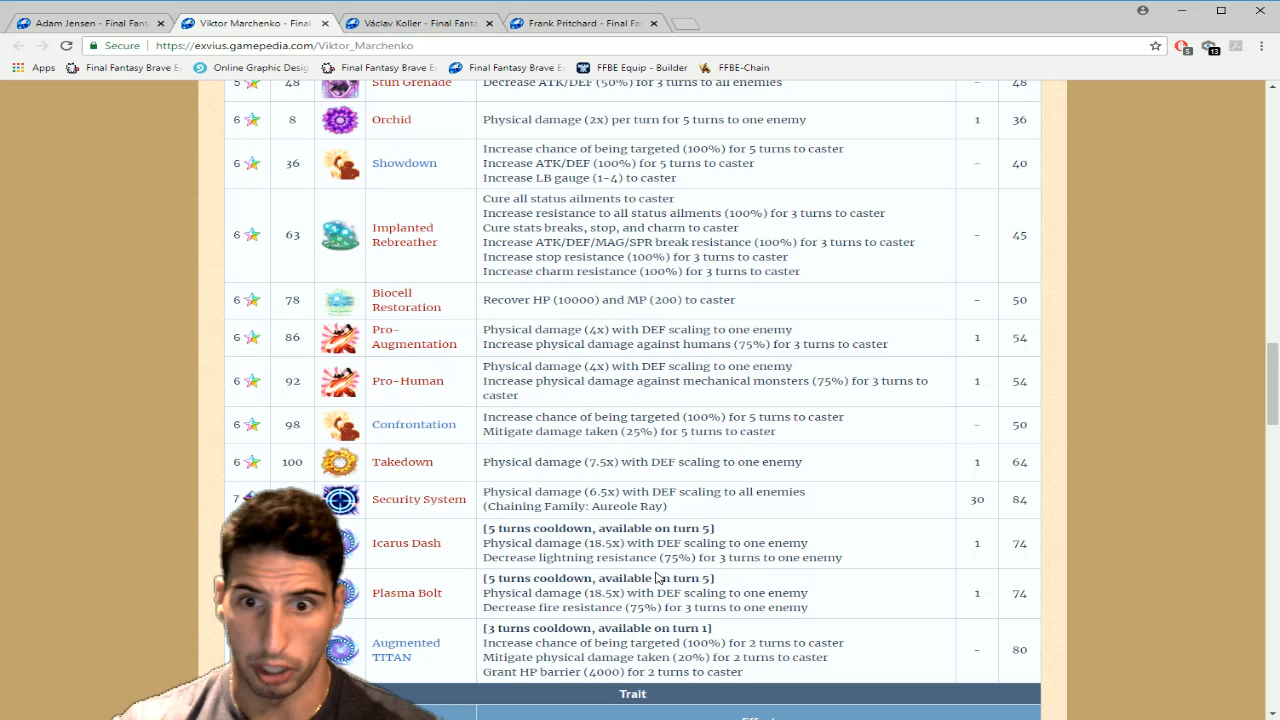 Adam Jensen - Final Fant
Viktor Marchenko - Final
Václav Koller - Final Fanta
Frank Pritchard - Final Fa
Secure https://exvius.gamepedia.com/Viktor_Marchenko
5 13
Apps Final Fantasy Brave E Online Graphic Desig Final Fantasy Brave E Final Fantasy Brave E FFBE Equip - Builder FFBE-Chain
5 48 Stun Grenade Decrease ATK/DEF (50%) for 3 turns to all enemies - 48
6 8 Orchid Physical damage (2x) per turn for 5 turns to one enemy 1 36
6 36 Showdown
Increase chance of being targeted (100%) for 5 turns to caster
Increase ATK/DEF (100%) for 5 turns to caster
Increase LB gauge (1-4) to caster
- 40
6 63 Implanted
Rebreather
Cure all status ailments to caster
Increase resistance to all status ailments (100%) for 3 turns to caster
Cure stats breaks, stop, and charm to caster
Increase ATK/DEF/MAG/SPR break resistance (100%) for 3 turns to caster
Increase stop resistance (100%) for 3 turns to caster
Increase charm resistance (100%) for 3 turns to caster
- 45
6 78 Biocell
Restoration
Recover HP (10000) and MP (200) to caster
- 50
6 86 Pro-
Augmentation
Physical damage (4x) with DEF scaling to one enemy
Increase physical damage against humans (75%) for 3 turns to caster
1 54
6 92 Pro-Human
Physical damage (4x) with DEF scaling to one enemy
Increase physical damage against mechanical monsters (75%) for 3 turns to
caster
1 54
6 98 Confrontation
Increase chance of being targeted (100%) for 5 turns to caster
Mitigate damage taken (25%) for 5 turns to caster
- 50
6 100 Takedown Physical damage (7.5x) with DEF scaling to one enemy 1 64
7 Security System
Physical damage (6.5x) with DEF scaling to all enemies
(Chaining Family: Aureole Ray)
30 84
Icarus Dash
[5 turns cooldown, available on turn 5]
Physical damage (18.5x) with DEF scaling to one enemy
Decrease lightning resistance (75%) for 3 turns to one enemy
1 74
Plasma Bolt
[5 turns cooldown, available on turn 5]
Physical damage (18.5x) with DEF scaling to one enemy
Decrease fire resistance (75%) for 3 turns to one enemy
1 74
Augmented
TITAN
[3 turns cooldown, available on turn 1]
Increase chance of being targeted (100%) for 2 turns to caster
Mitigate physical damage taken (20%) for 2 turns to caster
Grant HP barrier (4000) for 2 turns to caster
- 80
Trait